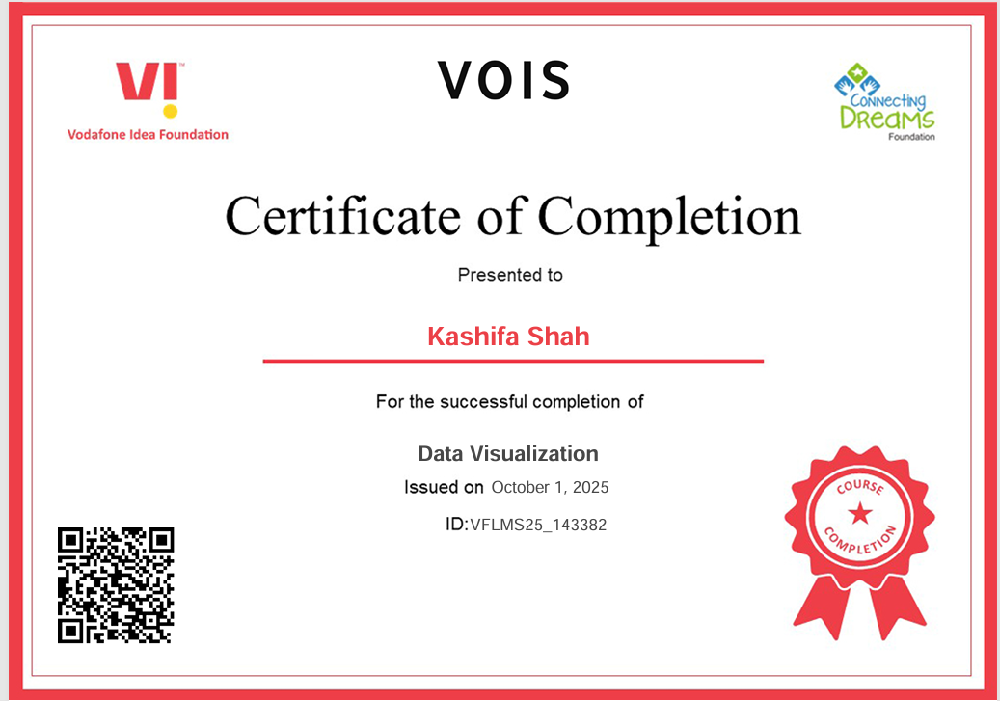 VI™
Vodafone Idea Foundation
VOIS
Connecting
Dreams
Foundation
Certificate of Completion
Presented to
Kashifa Shah
For the successful completion of
Data Visualization
Issued on October 1, 2025
ID:VFLMS25_143382
COURSE
COMPLETION